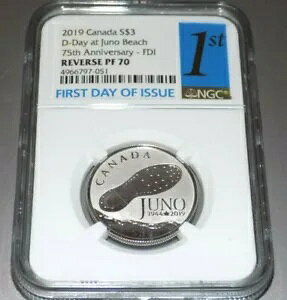 2019 Canada S$3
D-Day at Juno Beach
75th Anniversary - FDI
REVERSE PF 70
4966797-051
FIRST DAY OF ISSUE
1st
NGC
CANADA
JUNO
1944 2019